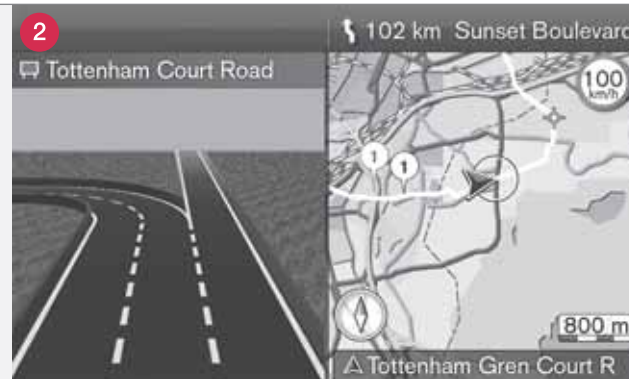 2
Tottenham Court Road
102 km Sunset Boulevard
100
km/h
1
1
800 m
Tottenham Gren Court R